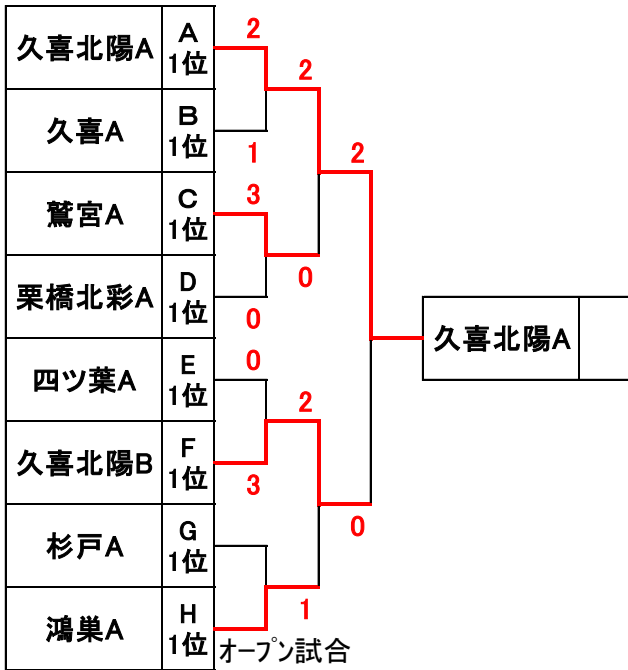 久喜北陽A
A
1位
2
2
久喜A
B
1位
1
2
鷲宮A
C
1位
3
0
栗橋北彩A
D
1位
0
久喜北陽A
四ツ葉A
E
1位
0
2
久喜北陽B
F
1位
3
0
杉戸A
G
1位
1
鴻巣A
H
1位
オープン試合